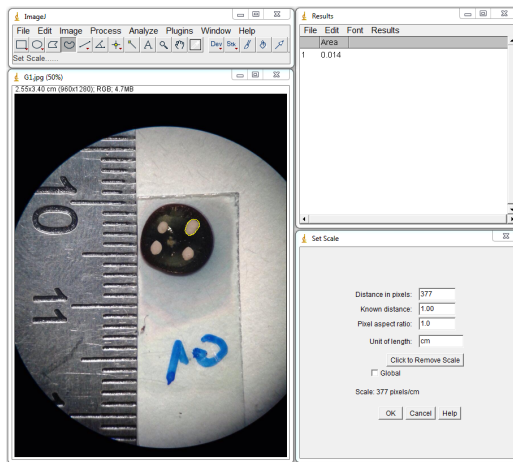 ImageJ
File Edit Image Process Analyze Plugins Window Help
A Dev Stk
Set Scale......
G1.jpg (50%)
2.55x3.40 cm (960x1280); RGB; 4.7MB
10
11
Results
File Edit Font Results
Area
1 0.014
Set Scale
Distance in pixels: 377
Known distance: 1.00
Pixel aspect ratio: 1.0
Unit of length: cm
Click to Remove Scale
Global
Scale: 377 pixels/cm
OK Cancel Help